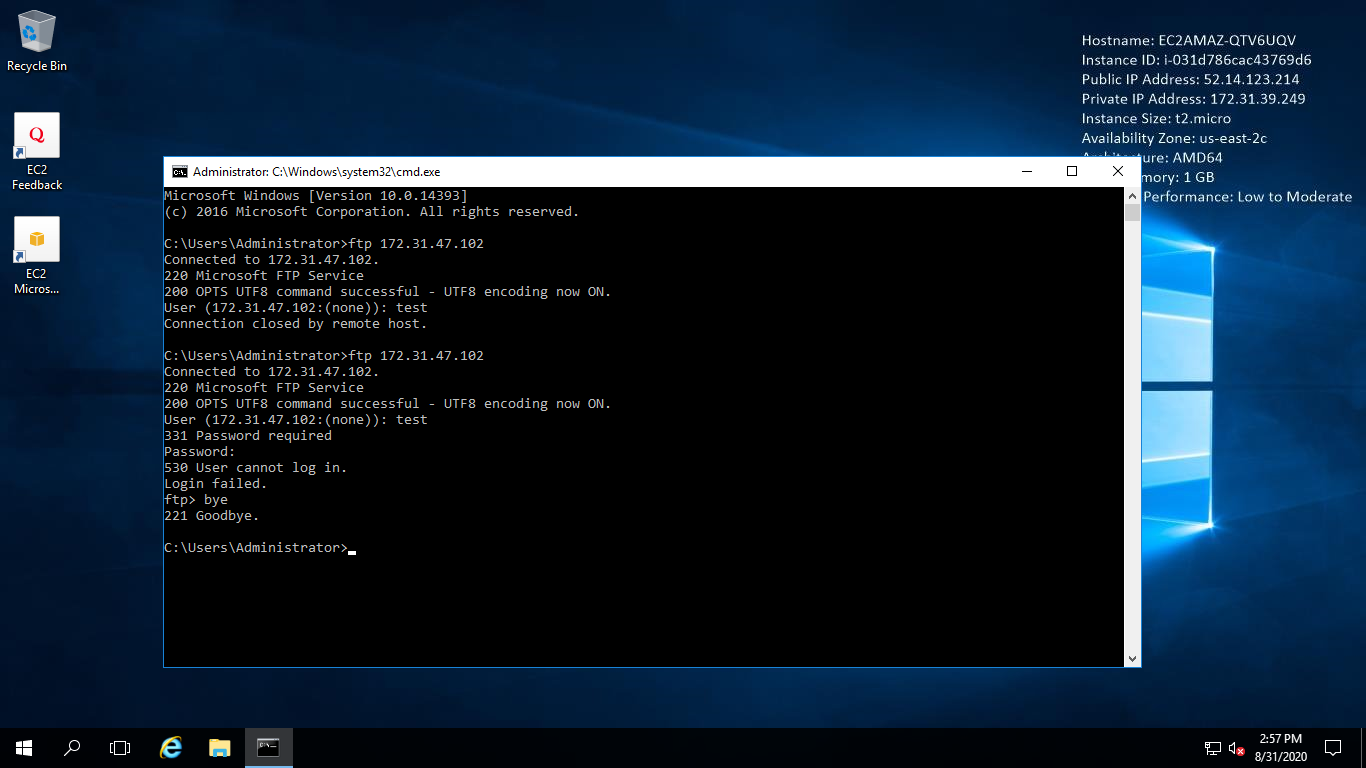 Recycle Bin
Q
EC2
Feedback
EC2
Micros...
Hostname: EC2AMAZ-QTV6UQV
Instance ID: i-031d786cac43769d6
Public IP Address: 52.14.123.214
Private IP Address: 172.31.39.249
Instance Size: t2.micro
Availability Zone: us-east-2c
Architecture: AMD64
mory: 1 GB
Performance: Low to Moderate
Administrator: C:\Windows\system32\cmd.exe
Microsoft Windows [Version 10.0.14393]
(c) 2016 Microsoft Corporation. All rights reserved.
C:\Users\Administrator>ftp 172.31.47.102
Connected to 172.31.47.102.
220 Microsoft FTP Service
200 OPTS UTF8 command successful - UTF8 encoding now ON.
User (172.31.47.102:(none)): test
Connection closed by remote host.
C:\Users\Administrator>ftp 172.31.47.102
Connected to 172.31.47.102.
220 Microsoft FTP Service
200 OPTS UTF8 command successful - UTF8 encoding now ON.
User (172.31.47.102:(none)): test
331 Password required
Password:
530 User cannot log in.
Login failed.
ftp> bye
221 Goodbye.
C:\Users\Administrator>
2:57 PM
8/31/2020